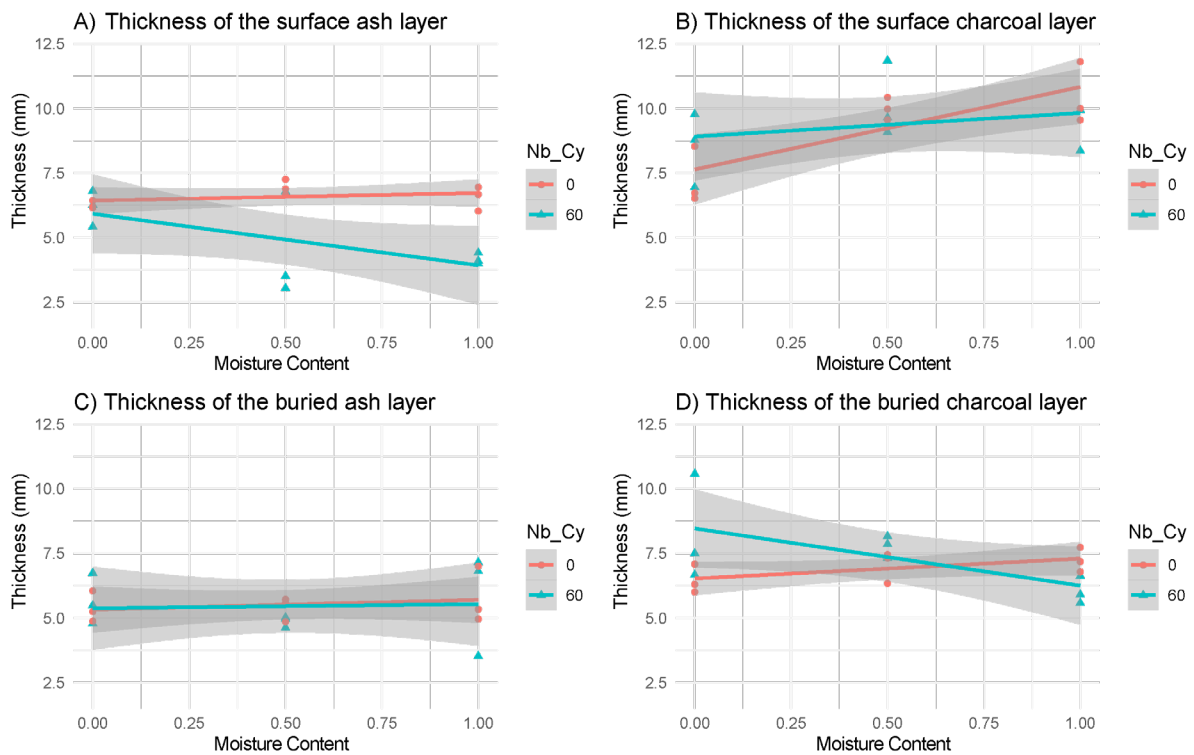 A) Thickness of the surface ash layer
12.5
10.0
7.5
5.0
2.5
Thickness (mm)
0.00 0.25 0.50 0.75 1.00
Moisture Content
Nb_Cy
0
60
B) Thickness of the surface charcoal layer
12.5
10.0
7.5
5.0
2.5
Thickness (mm)
0.00 0.25 0.50 0.75 1.00
Moisture Content
Nb_Cy
0
60
C) Thickness of the buried ash layer
12.5
10.0
7.5
5.0
2.5
Thickness (mm)
0.00 0.25 0.50 0.75 1.00
Moisture Content
Nb_Cy
0
60
D) Thickness of the buried charcoal layer
12.5
10.0
7.5
5.0
2.5
Thickness (mm)
0.00 0.25 0.50 0.75 1.00
Moisture Content
Nb_Cy
0
60